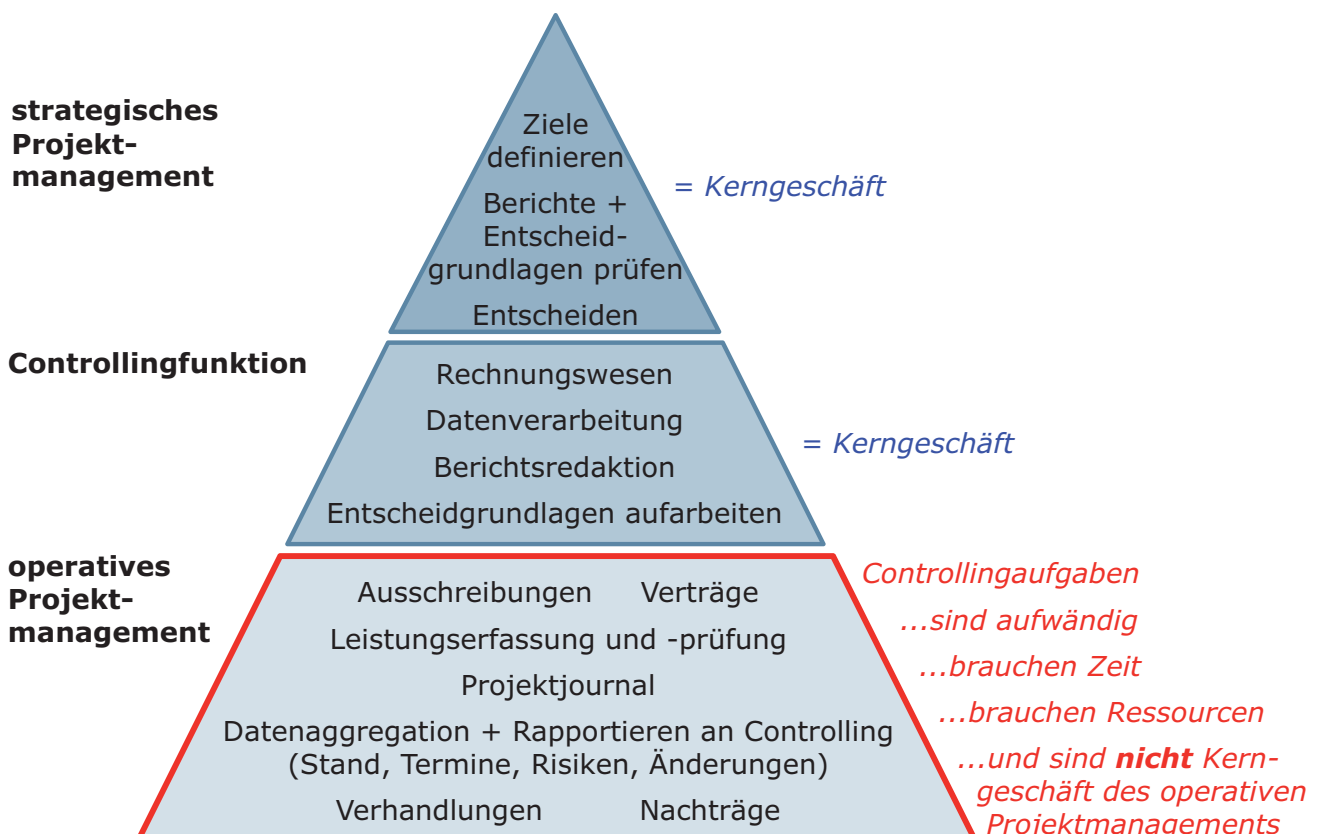 strategisches
Projekt-
management
Ziele
definieren
Berichte +
Entscheid-
grundlagen prüfen
Entscheiden
= Kerngeschäft
Controllingfunktion
Rechnungswesen
Datenverarbeitung
Berichtsredaktion
Entscheidgrundlagen aufarbeiten
= Kerngeschäft
operatives
Projekt-
management
Ausschreibungen Verträge
Leistungserfassung und -prüfung
Projektjournal
Datenaggregation + Rapportieren an Controlling
(Stand, Termine, Risiken, Änderungen)
Verhandlungen Nachträge
Controllingaufgaben
...sind aufwändig
...brauchen Zeit
...brauchen Ressourcen
...und sind nicht Kern-
geschäft des operativen
Projektmanagements